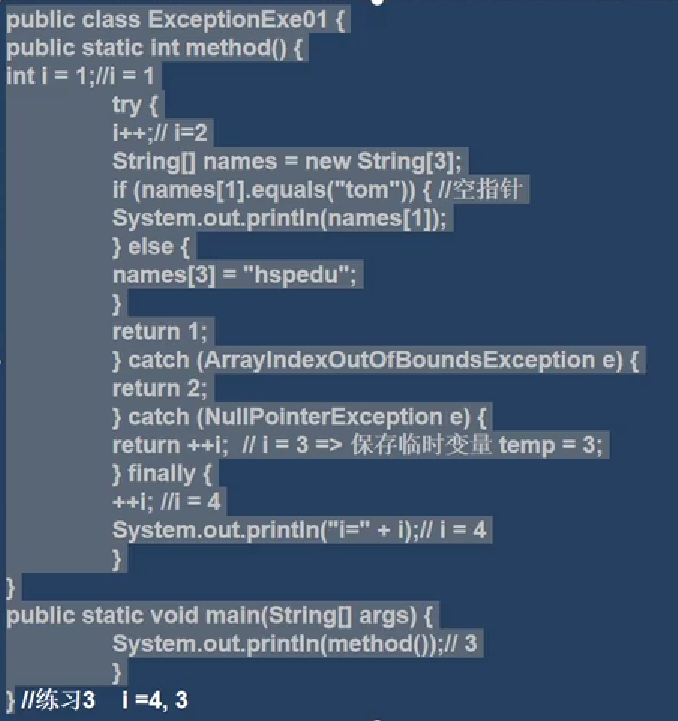 public class ExceptionExe01 {
public static int method() {
int i = 1;//i = 1
try {
i++;// i=2
String[] names = new String[3];
if (names[1].equals("tom")) { //空指针
System.out.println(names[1]);
} else {
names[3] = "hspedu";
}
return 1;
} catch (ArrayIndexOutOfBoundsException e) {
return 2;
} catch (NullPointerException e) {
return ++i;  // i = 3 => 保存临时变量 temp = 3;
} finally {
++i; //i = 4
System.out.println("i=" + i);// i = 4
}
}
public static void main(String[] args) {
System.out.println(method());// 3
}
} //练习3    i =4, 3